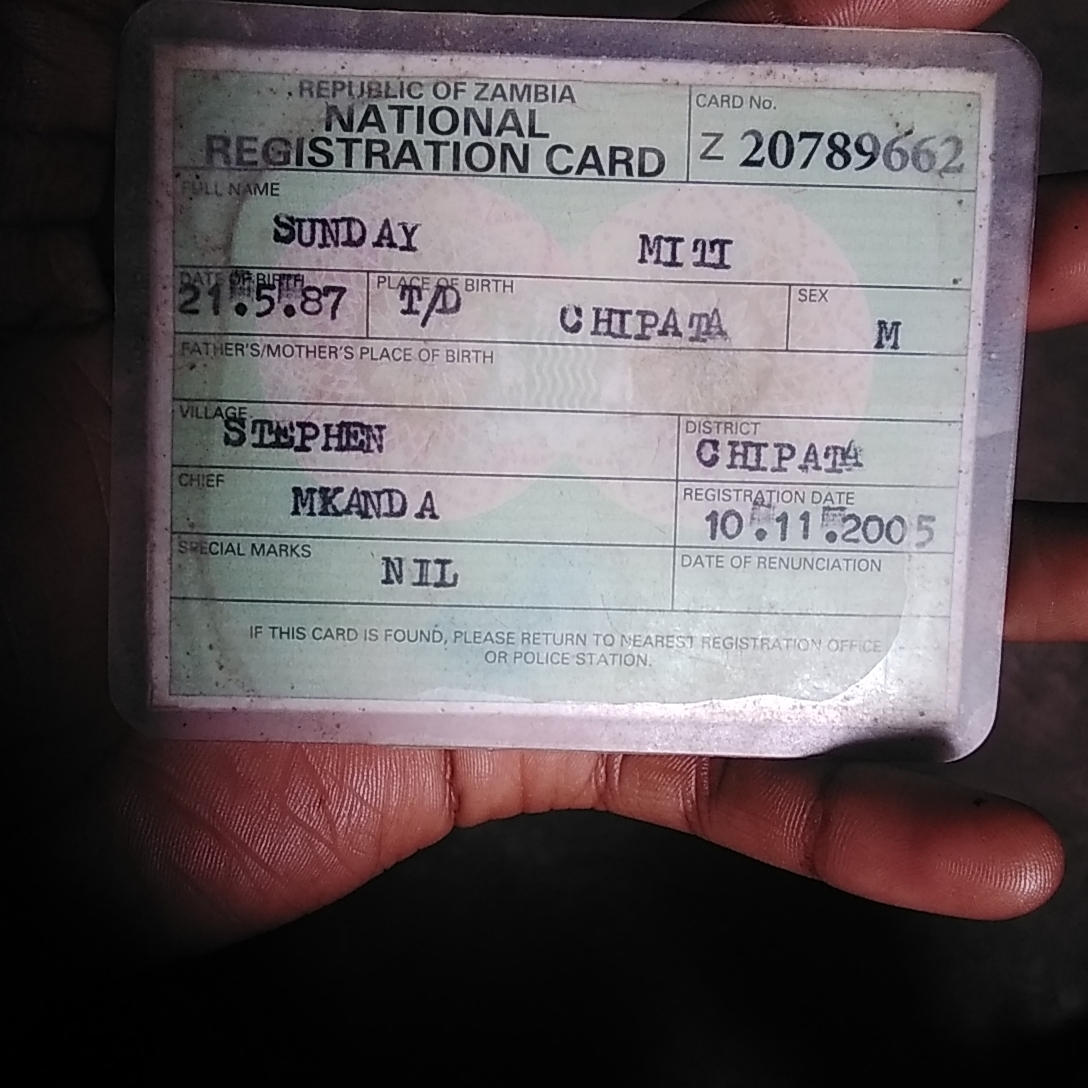 REPUBLIC OF ZAMBIA
NATIONAL
REGISTRATION CARD
CARD No.
Z 20789662
FULL NAME
SUNDAY MITI
DATE OF BIRTH
21.5.87
PLACE OF BIRTH
T/D CHIPATA
SEX
M
FATHER'S/MOTHER'S PLACE OF BIRTH
VILLAGE
STEPHEN
DISTRICT
CHIPATA
CHIEF
MKANDA
REGISTRATION DATE
10.11.2005
SPECIAL MARKS
NIL
DATE OF RENUNCIATION
IF THIS CARD IS FOUND, PLEASE RETURN TO NEAREST REGISTRATION OFFICE
OR POLICE STATION.